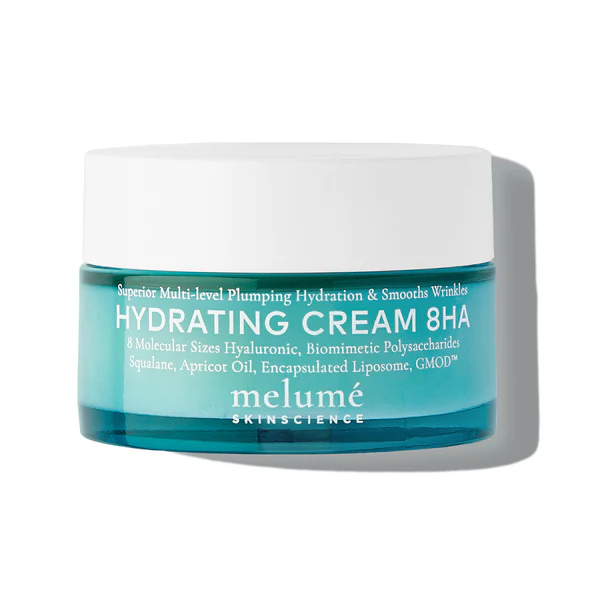 Superior Multi-level Plumping Hydration & Smooths Wrinkles
HYDRATING CREAM 8HA
8 Molecular Sizes Hyaluronic, Biomimetic Polysaccharides
Squalane, Apricot Oil, Encapsulated Liposome, GMOD™
melumé
SKINSCIENCE